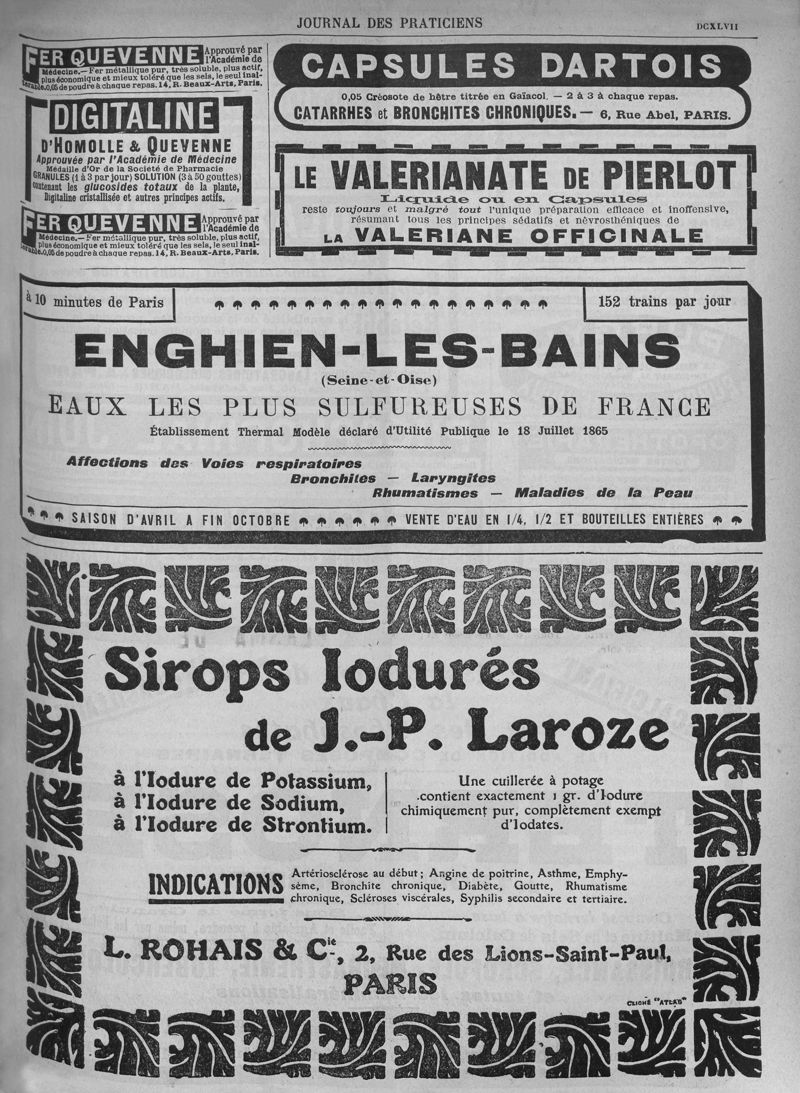 JOURNAL DES PRATICIENS
DCXLVII
FER QUEVENNE Approuvé par
l'Académie de
Médecine.—Fer métallique pur, très soluble, plus actif,
plus économique et mieux toléré que les sels, le seul inal-
térable. 0,05 de poudre à chaque repas. 14, R. Beaux-Arts, Paris.
DIGITALINE
D'HOMOLLE & QUEVENNE
Approuvée par l'Académie de Médecine
Médaille d'Or de la Société de Pharmacie
GRANULES (1 à 3 par jour) SOLUTION (3 à 50 gouttes)
contenant les glucosides totaux de la plante,
Digitaline cristallisée et autres principes actifs.
FER QUEVENNE Approuvé par
l'Académie de
Médecine.—Fer métallique pur, très soluble, plus actif,
plus économique et mieux toléré que les sels, le seul inal-
térable. 0,05 de poudre à chaque repas. 14, R. Beaux-Arts, Paris.
CAPSULES DARTOIS
0,05 Créosote de hêtre titrée en Gaïacol. — 2 à 3 à chaque repas.
CATARRHES et BRONCHITES CHRONIQUES. — 6, Rue Abel, PARIS.
LE VALERIANATE DE PIERLOT
Liquide ou en Capsules
reste toujours et malgré tout l'unique préparation efficace et inoffensive,
résumant tous les principes sédatifs et névrosthéniques de
LA VALERIANE OFFICINALE
à 10 minutes de Paris
152 trains par jour
ENGHIEN-LES-BAINS
(Seine-et-Oise)
EAUX LES PLUS SULFUREUSES DE FRANCE
Établissement Thermal Modèle déclaré d'Utilité Publique le 18 Juillet 1865
Affections des Voies respiratoires
Bronchites — Laryngites
Rhumatismes — Maladies de la Peau
SAISON D'AVRIL A FIN OCTOBRE
VENTE D'EAU EN 1/4, 1/2 ET BOUTEILLES ENTIÈRES
Sirops Iodurés
de J.-P. Laroze
à l'Iodure de Potassium,
à l'Iodure de Sodium,
à l'Iodure de Strontium.
Une cuillerée à potage
contient exactement 1 gr. d'Iodure
chimiquement pur, complètement exempt
d'Iodates.
INDICATIONS
Artériosclérose au début; Angine de poitrine, Asthme, Emphy-
sème, Bronchite chronique, Diabète, Goutte, Rhumatisme
chronique, Scléroses viscérales, Syphilis secondaire et tertiaire.
L. ROHAIS & Cie, 2, Rue des Lions-Saint-Paul,
PARIS
CLICHÉ "ATLAS"